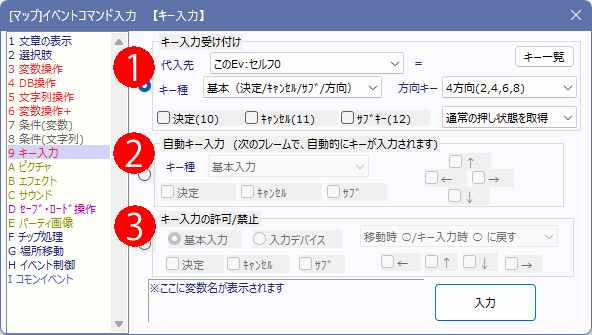 [マップ]イベントコマンド入力　【キー入力】
1 文章の表示
2 選択肢
3 変数操作
4 DB操作
5 文字列操作
6 変数操作+
7 条件(変数)
8 条件(文字列)
9 キー入力
A ピクチャ
B エフェクト
C サウンド
D セーブ・ロード操作
E パーティ画像
F チップ処理
G 場所移動
H イベント制御
I コモンイベント
1
キー入力受け付け
代入先 このEv:セルフ0 = キー一覧
キー種 基本（決定/キャンセル/サブ/方向） 方向キー 4方向(2,4,6,8)
決定(10) キャンセル(11) サブキー(12) 通常の押し状態を取得
2
自動キー入力　(次のフレームで、自動的にキーが入力されます)
キー種 基本入力 ↑
← →
決定 キャンセル サブ ↓
3
キー入力の許可/禁止
基本入力 入力デバイス 移動時 〇/キー入力時 〇 に戻す
決定 キャンセル サブ ← ↑ ↓ →
※ここに変数名が表示されます
入力